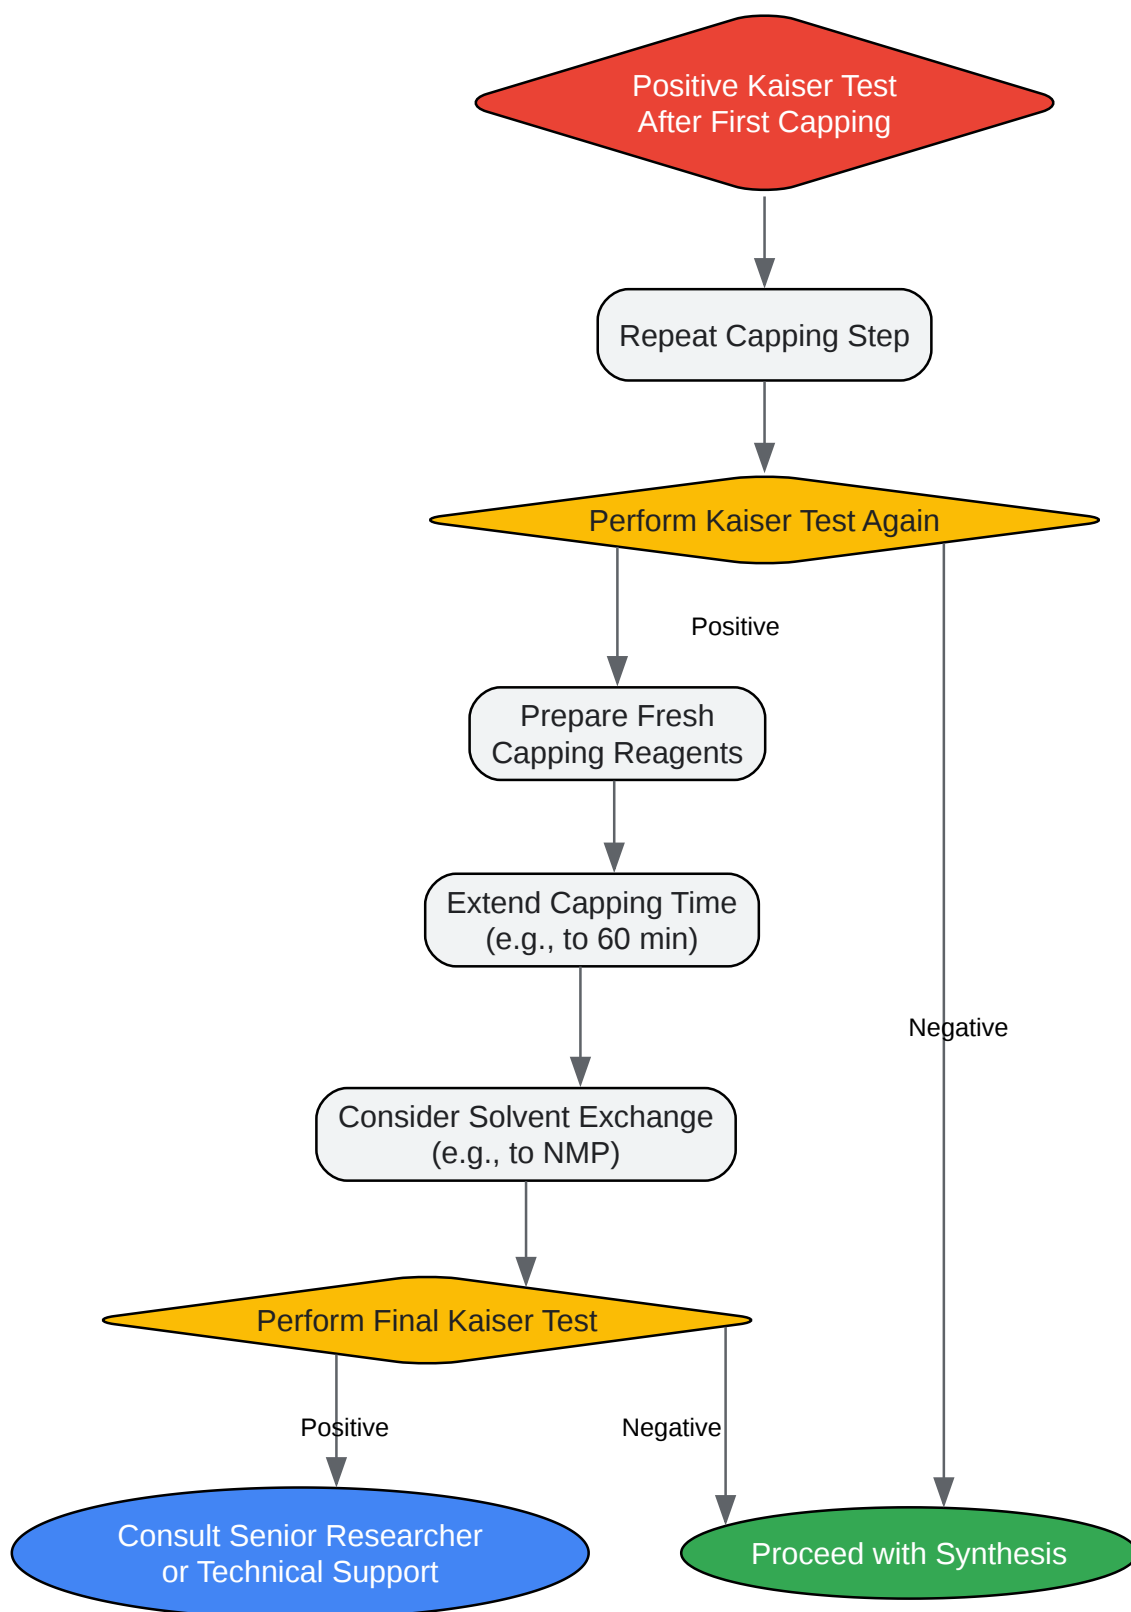 Positive Kaiser Test
After First Capping
Repeat Capping Step
Perform Kaiser Test Again
Positive
Prepare Fresh
Capping Reagents
Extend Capping Time
(e.g., to 60 min)
Negative
Consider Solvent Exchange
(e.g., to NMP)
Perform Final Kaiser Test
Positive
Negative
Consult Senior Researcher
or Technical Support
Proceed with Synthesis